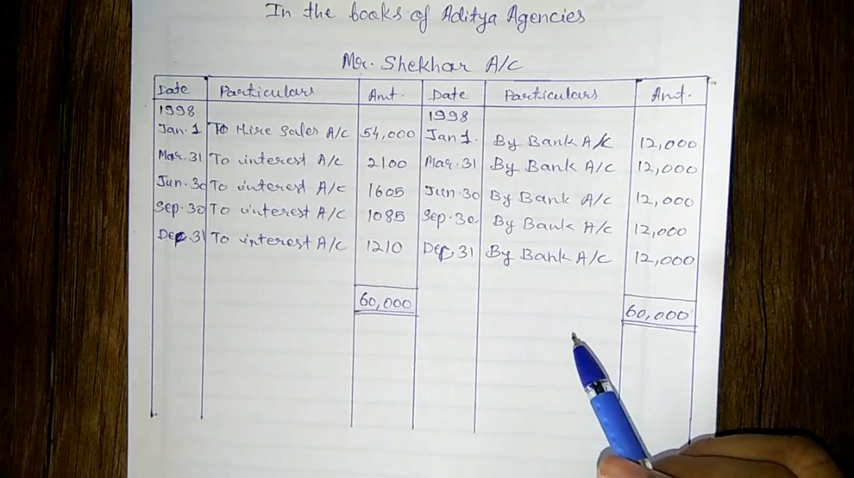 In the books of Aditya Agencies
Mr. Shekhar A/C
Date Particulars Amt. Date Particulars Amt.
1998 1998
Jan. 1 To Hire Sales A/C 54,000 Jan 1. By Bank A/C 12,000
Mar. 31 To interest A/C 2100 Mar. 31 By Bank A/C 12,000
Jun. 30 To interest A/C 1605 Jun. 30 By Bank A/C 12,000
Sep. 30 To interest A/C 1085 Sep. 30 By Bank A/C 12,000
Dec 31 To interest A/C 1210 Dec. 31 By Bank A/C 12,000
60,000 60,000